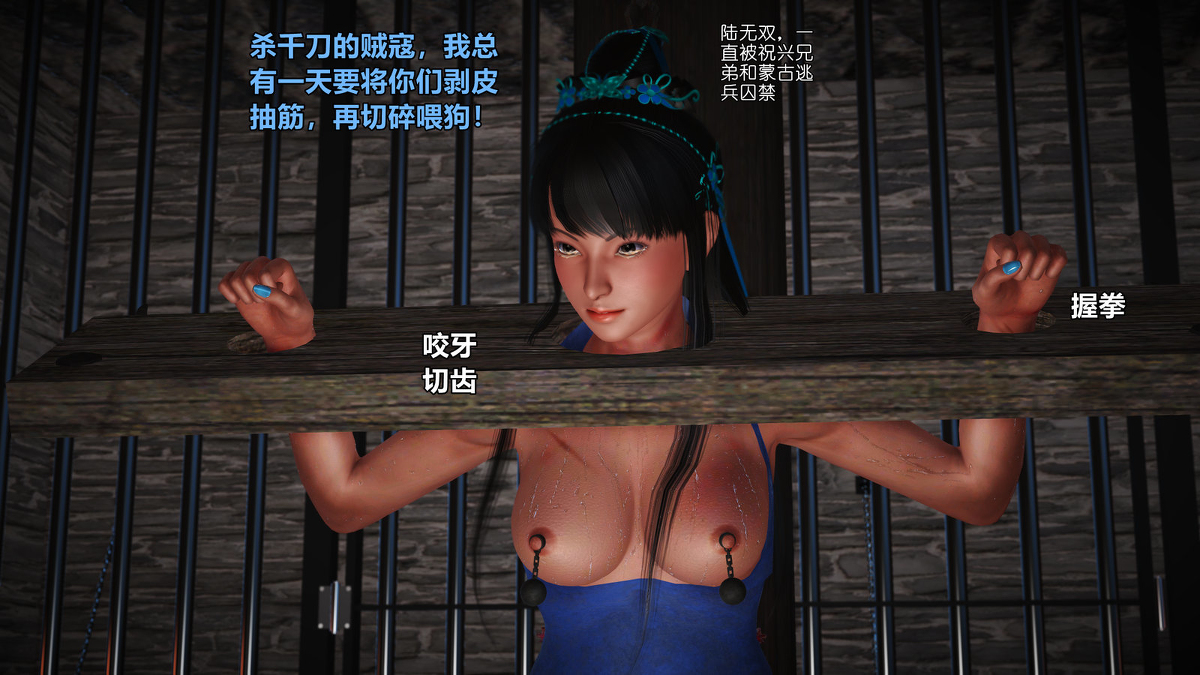 杀千刀的贼寇，我总
有一天要将你们剥皮
抽筋，再切碎喂狗！
陆无双，一
直被祝兴兄
弟和蒙古逃
兵囚禁
握拳
咬牙
切齿